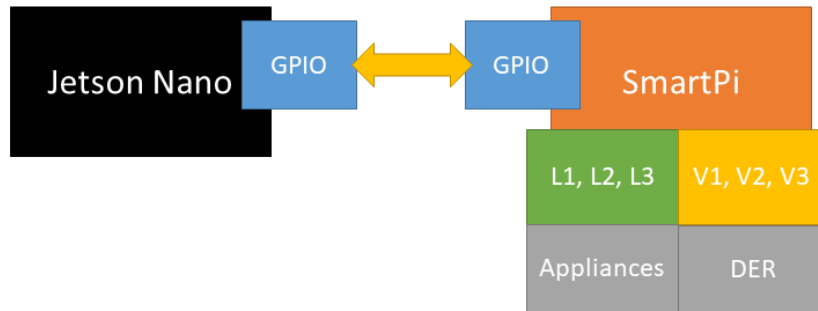 Jetson Nano
GPIO
GPIO
SmartPi
L1, L2, L3
V1, V2, V3
Appliances
DER